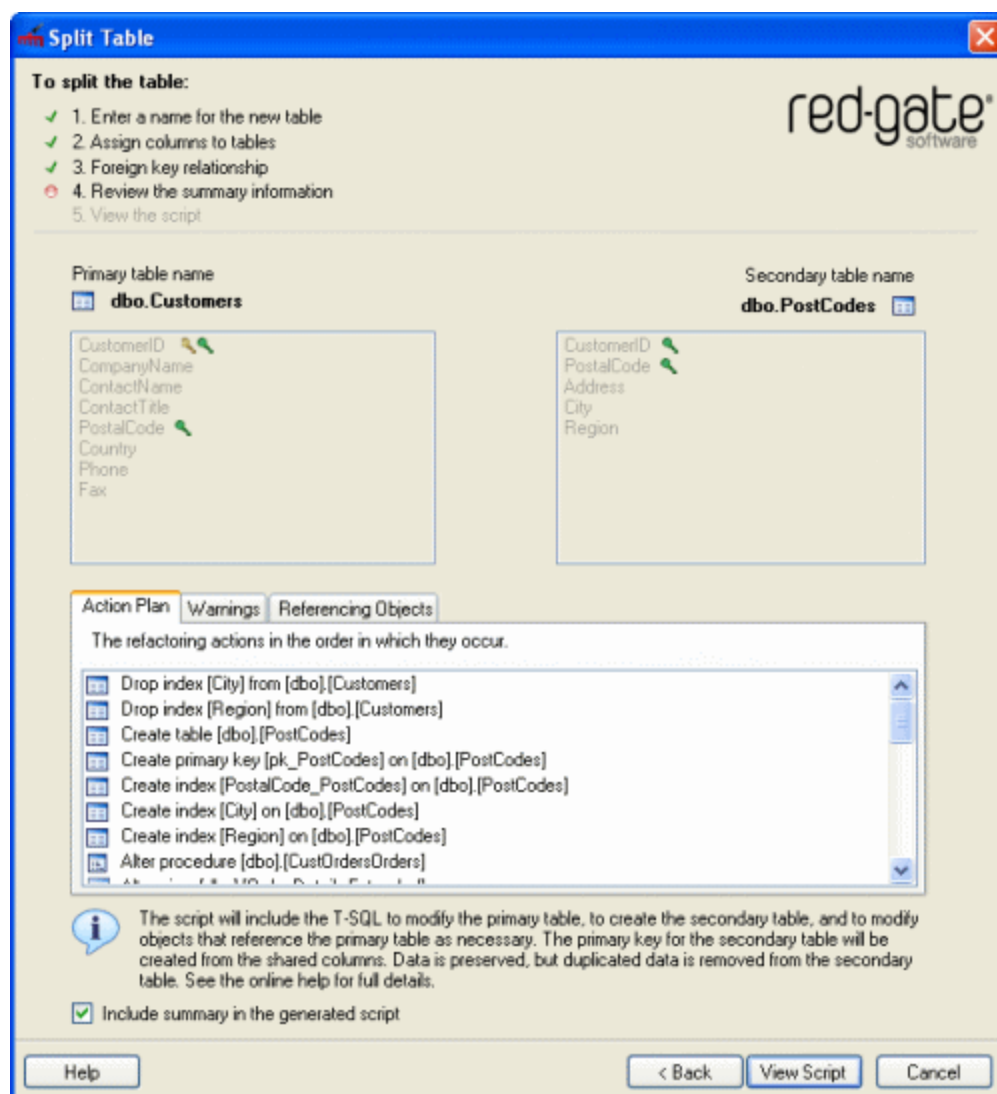 Split Table
To split the table:
1. Enter a name for the new table
2. Assign columns to tables
3. Foreign key relationship
4. Review the summary information
5. View the script
red-gate
software
Primary table name
dbo.Customers
Secondary table name
dbo.PostCodes
CustomerID
CompanyName
ContactName
ContactTitle
PostalCode
Country
Phone
Fax
CustomerID
PostalCode
Address
City
Region
Action Plan Warnings Referencing Objects
The refactoring actions in the order in which they occur.
Drop index [City] from [dbo].[Customers]
Drop index [Region] from [dbo].[Customers]
Create table [dbo].[PostCodes]
Create primary key [pk_PostCodes] on [dbo].[PostCodes]
Create index [PostalCode_PostCodes] on [dbo].[PostCodes]
Create index [City] on [dbo].[PostCodes]
Create index [Region] on [dbo].[PostCodes]
Alter procedure [dbo].[CustOrdersOrders]
The script will include the T-SQL to modify the primary table, to create the secondary table, and to modify
objects that reference the primary table as necessary. The primary key for the secondary table will be
created from the shared columns. Data is preserved, but duplicated data is removed from the secondary
table. See the online help for full details.
Include summary in the generated script
Help < Back View Script Cancel